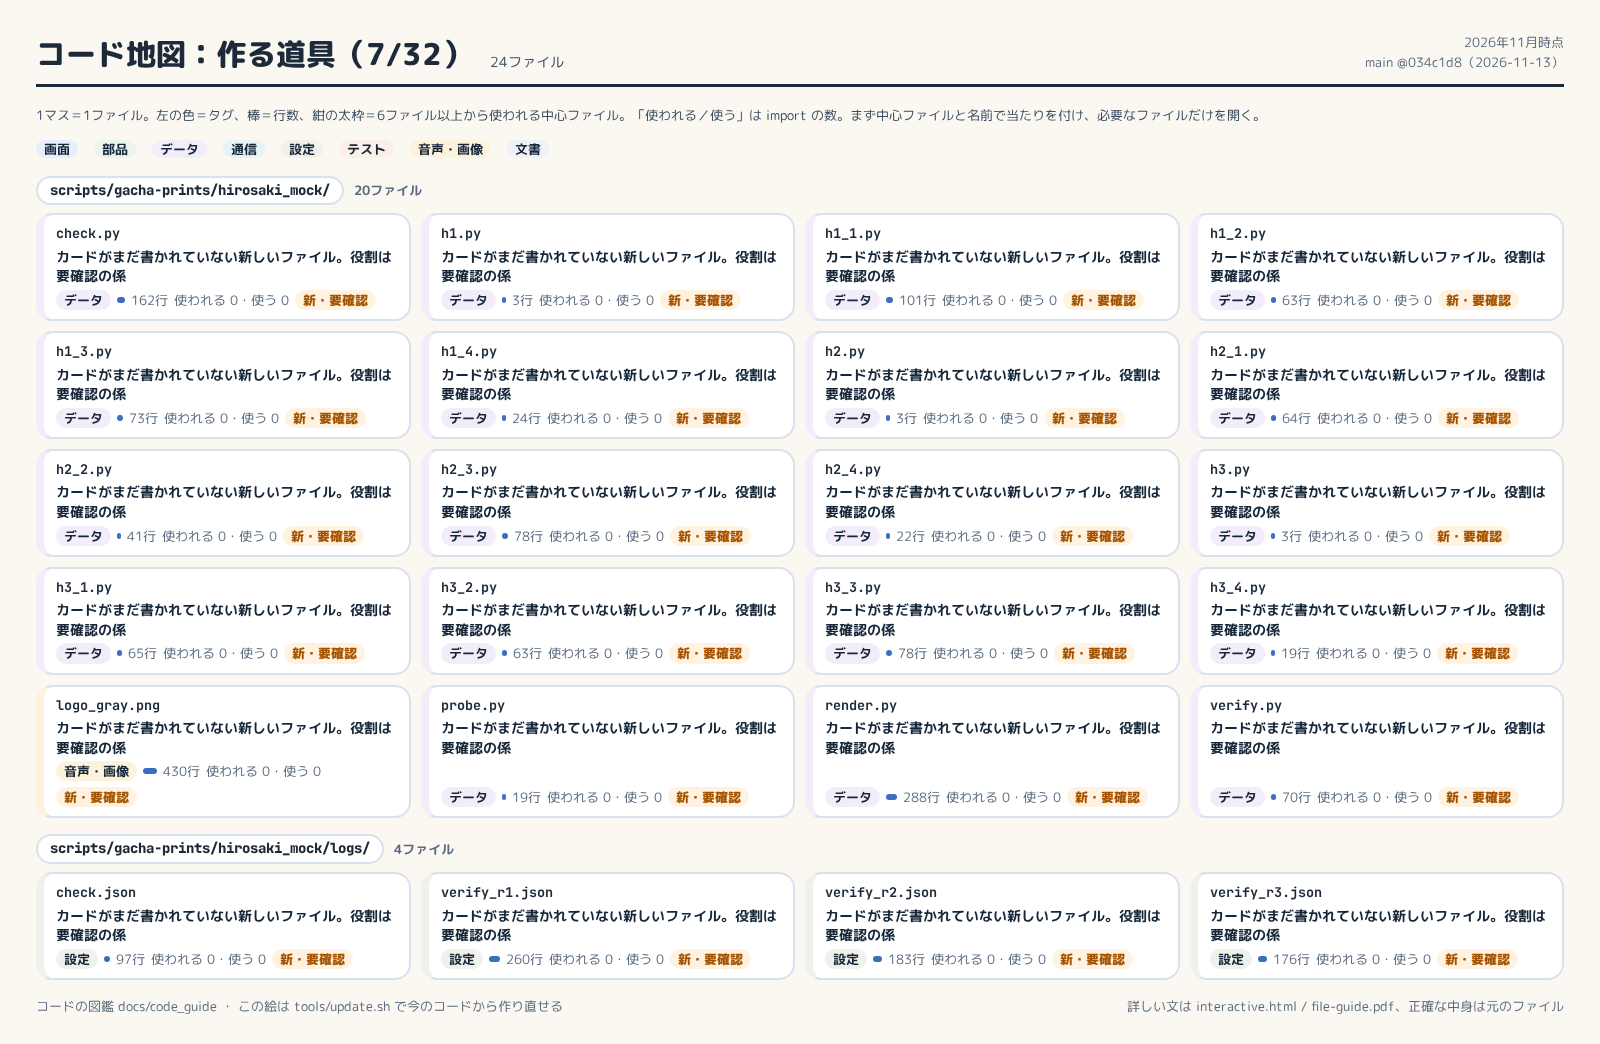 コード地図：作る道具（7/32）
24ファイル
2026年11月時点
main @034c1d8（2026-11-13）
1マス＝1ファイル。左の色＝タグ、棒＝行数、紺の太枠＝6ファイル以上から使われる中心ファイル。「使われる／使う」は import の数。まず中心ファイルと名前で当たりを付け、必要なファイルだけを開く。
画面 部品 データ 通信 設定 テスト 音声・画像 文書
scripts/gacha-prints/hirosaki_mock/ 20ファイル
check.py
カードがまだ書かれていない新しいファイル。役割は
要確認の係
データ 162行 使われる 0 · 使う 0 新・要確認
h1.py
カードがまだ書かれていない新しいファイル。役割は
要確認の係
データ 3行 使われる 0 · 使う 0 新・要確認
h1_1.py
カードがまだ書かれていない新しいファイル。役割は
要確認の係
データ 101行 使われる 0 · 使う 0 新・要確認
h1_2.py
カードがまだ書かれていない新しいファイル。役割は
要確認の係
データ 63行 使われる 0 · 使う 0 新・要確認
h1_3.py
カードがまだ書かれていない新しいファイル。役割は
要確認の係
データ 73行 使われる 0 · 使う 0 新・要確認
h1_4.py
カードがまだ書かれていない新しいファイル。役割は
要確認の係
データ 24行 使われる 0 · 使う 0 新・要確認
h2.py
カードがまだ書かれていない新しいファイル。役割は
要確認の係
データ 3行 使われる 0 · 使う 0 新・要確認
h2_1.py
カードがまだ書かれていない新しいファイル。役割は
要確認の係
データ 64行 使われる 0 · 使う 0 新・要確認
h2_2.py
カードがまだ書かれていない新しいファイル。役割は
要確認の係
データ 41行 使われる 0 · 使う 0 新・要確認
h2_3.py
カードがまだ書かれていない新しいファイル。役割は
要確認の係
データ 78行 使われる 0 · 使う 0 新・要確認
h2_4.py
カードがまだ書かれていない新しいファイル。役割は
要確認の係
データ 22行 使われる 0 · 使う 0 新・要確認
h3.py
カードがまだ書かれていない新しいファイル。役割は
要確認の係
データ 3行 使われる 0 · 使う 0 新・要確認
h3_1.py
カードがまだ書かれていない新しいファイル。役割は
要確認の係
データ 65行 使われる 0 · 使う 0 新・要確認
h3_2.py
カードがまだ書かれていない新しいファイル。役割は
要確認の係
データ 63行 使われる 0 · 使う 0 新・要確認
h3_3.py
カードがまだ書かれていない新しいファイル。役割は
要確認の係
データ 78行 使われる 0 · 使う 0 新・要確認
h3_4.py
カードがまだ書かれていない新しいファイル。役割は
要確認の係
データ 19行 使われる 0 · 使う 0 新・要確認
logo_gray.png
カードがまだ書かれていない新しいファイル。役割は
要確認の係
音声・画像 430行 使われる 0 · 使う 0
新・要確認
probe.py
カードがまだ書かれていない新しいファイル。役割は
要確認の係
データ 19行 使われる 0 · 使う 0 新・要確認
render.py
カードがまだ書かれていない新しいファイル。役割は
要確認の係
データ 288行 使われる 0 · 使う 0 新・要確認
verify.py
カードがまだ書かれていない新しいファイル。役割は
要確認の係
データ 70行 使われる 0 · 使う 0 新・要確認
scripts/gacha-prints/hirosaki_mock/logs/ 4ファイル
check.json
カードがまだ書かれていない新しいファイル。役割は
要確認の係
設定 97行 使われる 0 · 使う 0 新・要確認
verify_r1.json
カードがまだ書かれていない新しいファイル。役割は
要確認の係
設定 260行 使われる 0 · 使う 0 新・要確認
verify_r2.json
カードがまだ書かれていない新しいファイル。役割は
要確認の係
設定 183行 使われる 0 · 使う 0 新・要確認
verify_r3.json
カードがまだ書かれていない新しいファイル。役割は
要確認の係
設定 176行 使われる 0 · 使う 0 新・要確認
コードの図鑑 docs/code_guide · この絵は tools/update.sh で今のコードから作り直せる
詳しい文は interactive.html / file-guide.pdf、正確な中身は元のファイル